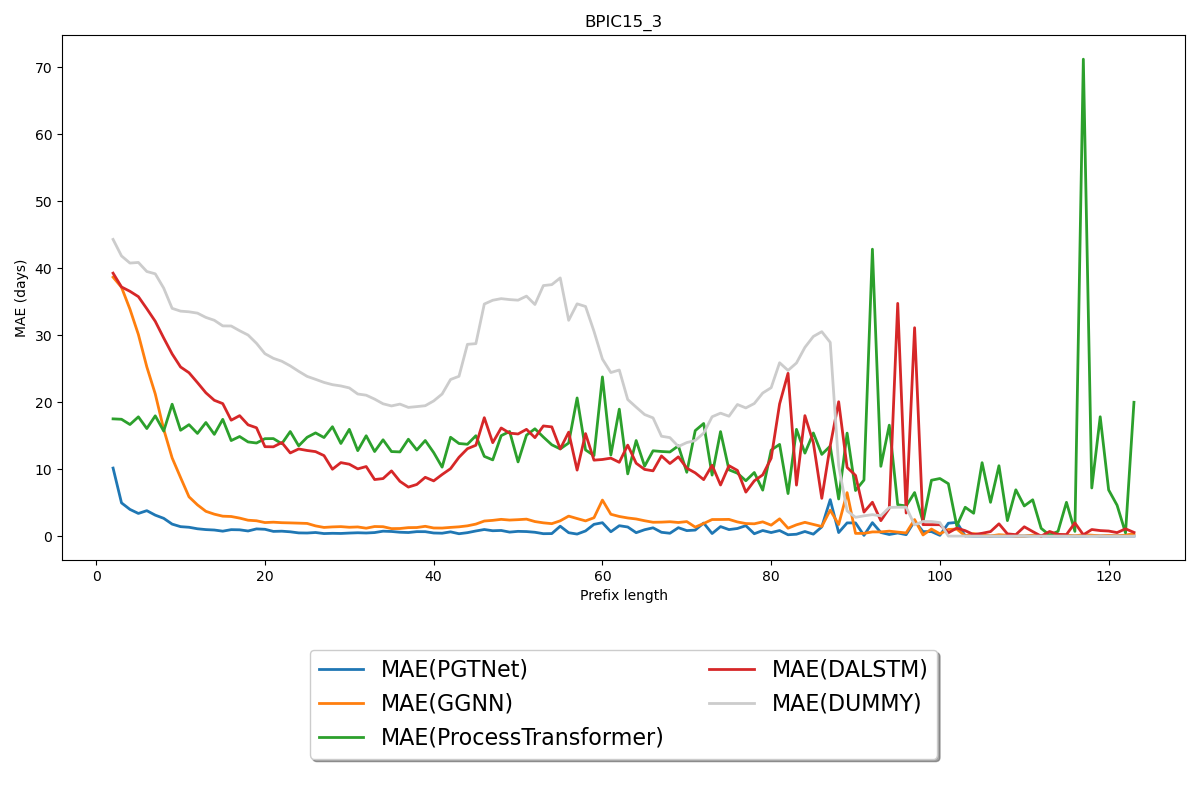 BPIC15_3
MAE (days)
70
60
50
40
30
20
10
0
0 20 40 60 80 100 120
Prefix length
MAE(PGTNet)
MAE(GGNN)
MAE(ProcessTransformer)
MAE(DALSTM)
MAE(DUMMY)